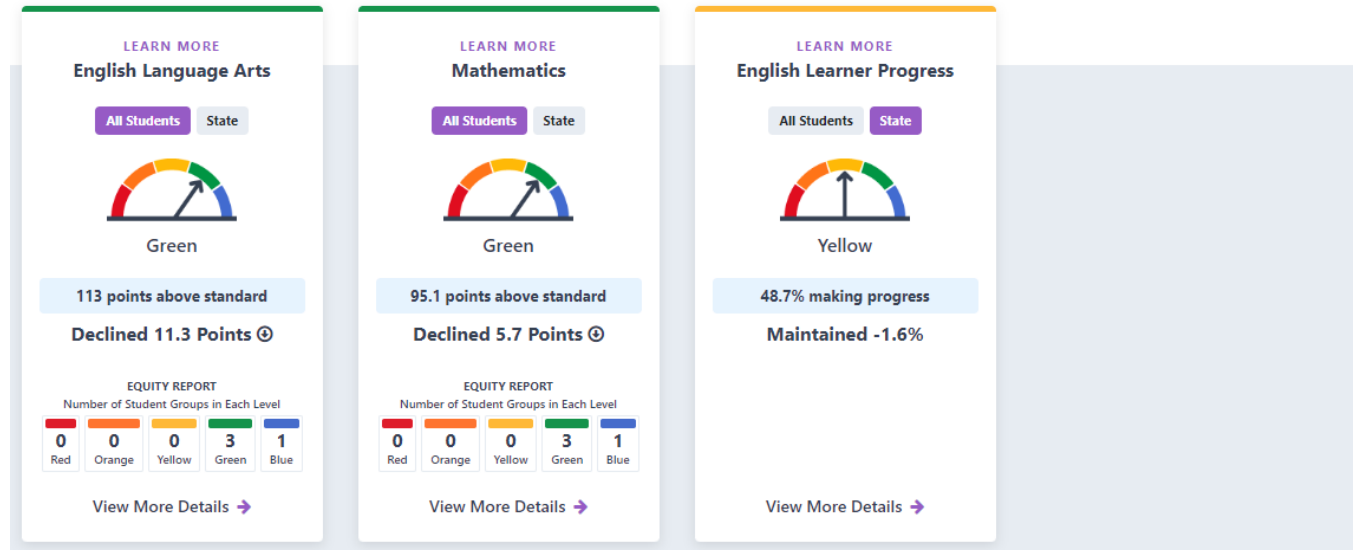 LEARN MORE
English Language Arts
All Students State
Green
113 points above standard
Declined 11.3 Points
EQUITY REPORT
Number of Student Groups in Each Level
0 0 0 3 1
Red Orange Yellow Green Blue
View More Details
LEARN MORE
Mathematics
All Students State
Green
95.1 points above standard
Declined 5.7 Points
EQUITY REPORT
Number of Student Groups in Each Level
0 0 0 3 1
Red Orange Yellow Green Blue
View More Details
LEARN MORE
English Learner Progress
All Students State
Yellow
48.7% making progress
Maintained -1.6%
View More Details